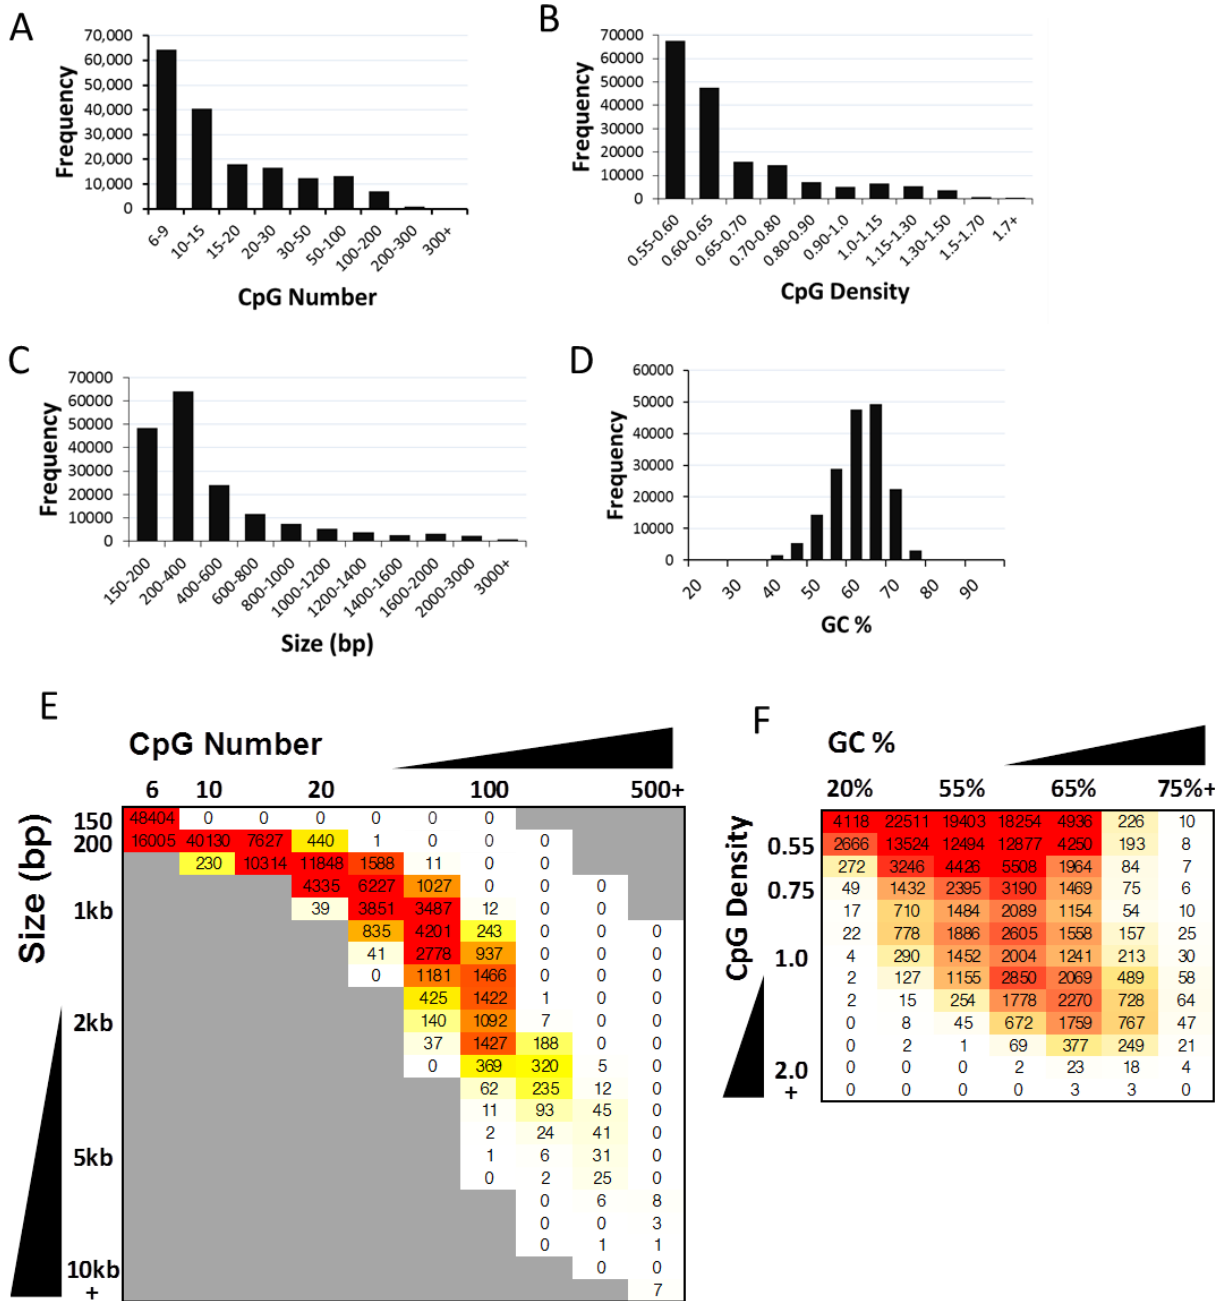 A
Frequency
70,000
60,000
50,000
40,000
30,000
20,000
10,000
0
6-9 10-15 15-20 20-30 30-50 50-100 100-200 200-300 300+
CpG Number
B
Frequency
70000
60000
50000
40000
30000
20000
10000
0
0.55-0.60 0.60-0.65 0.65-0.70 0.70-0.80 0.80-0.90 0.90-1.0 1.0-1.15 1.15-1.30 1.30-1.50 1.5-1.70 1.7+
CpG Density
C
Frequency
70000
60000
50000
40000
30000
20000
10000
0
150-200 200-400 400-600 600-800 800-1000 1000-1200 1200-1400 1400-1600 1600-2000 2000-3000 3000+
Size (bp)
D
Frequency
60000
50000
40000
30000
20000
10000
0
20 30 40 50 60 70 80 90
GC %
E
CpG Number
6 10 20 100 500+
Size (bp)
150
200
1kb
2kb
5kb
10kb
+
48404 0 0 0 0 0 0
16005 40130 7627 440 1 0 0 0
230 10314 11848 1588 11 0 0
4335 6227 1027 0 0 0
39 3851 3487 12 0 0
835 4201 243 0 0 0
41 2778 937 0 0 0
0 1181 1466 0 0 0
425 1422 1 0 0
140 1092 7 0 0
37 1427 188 0 0
0 369 320 5 0
62 235 12 0
11 93 45 0
2 24 41 0
1 6 31 0
0 2 25 0
0 6 8
0 0 3
0 1 1
0 0
7
F
GC %
20% 55% 65% 75%+
CpG Density
0.55
0.75
1.0
2.0
+
4118 22511 19403 18254 4936 226 10
2666 13524 12494 12877 4250 193 8
272 3246 4426 5508 1964 84 7
49 1432 2395 3190 1469 75 6
17 710 1484 2089 1154 54 10
22 778 1886 2605 1558 157 25
4 290 1452 2004 1241 213 30
2 127 1155 2850 2069 489 58
2 15 254 1778 2270 728 64
0 8 45 672 1759 767 47
0 2 1 69 377 249 21
0 0 0 2 23 18 4
0 0 0 0 3 3 0